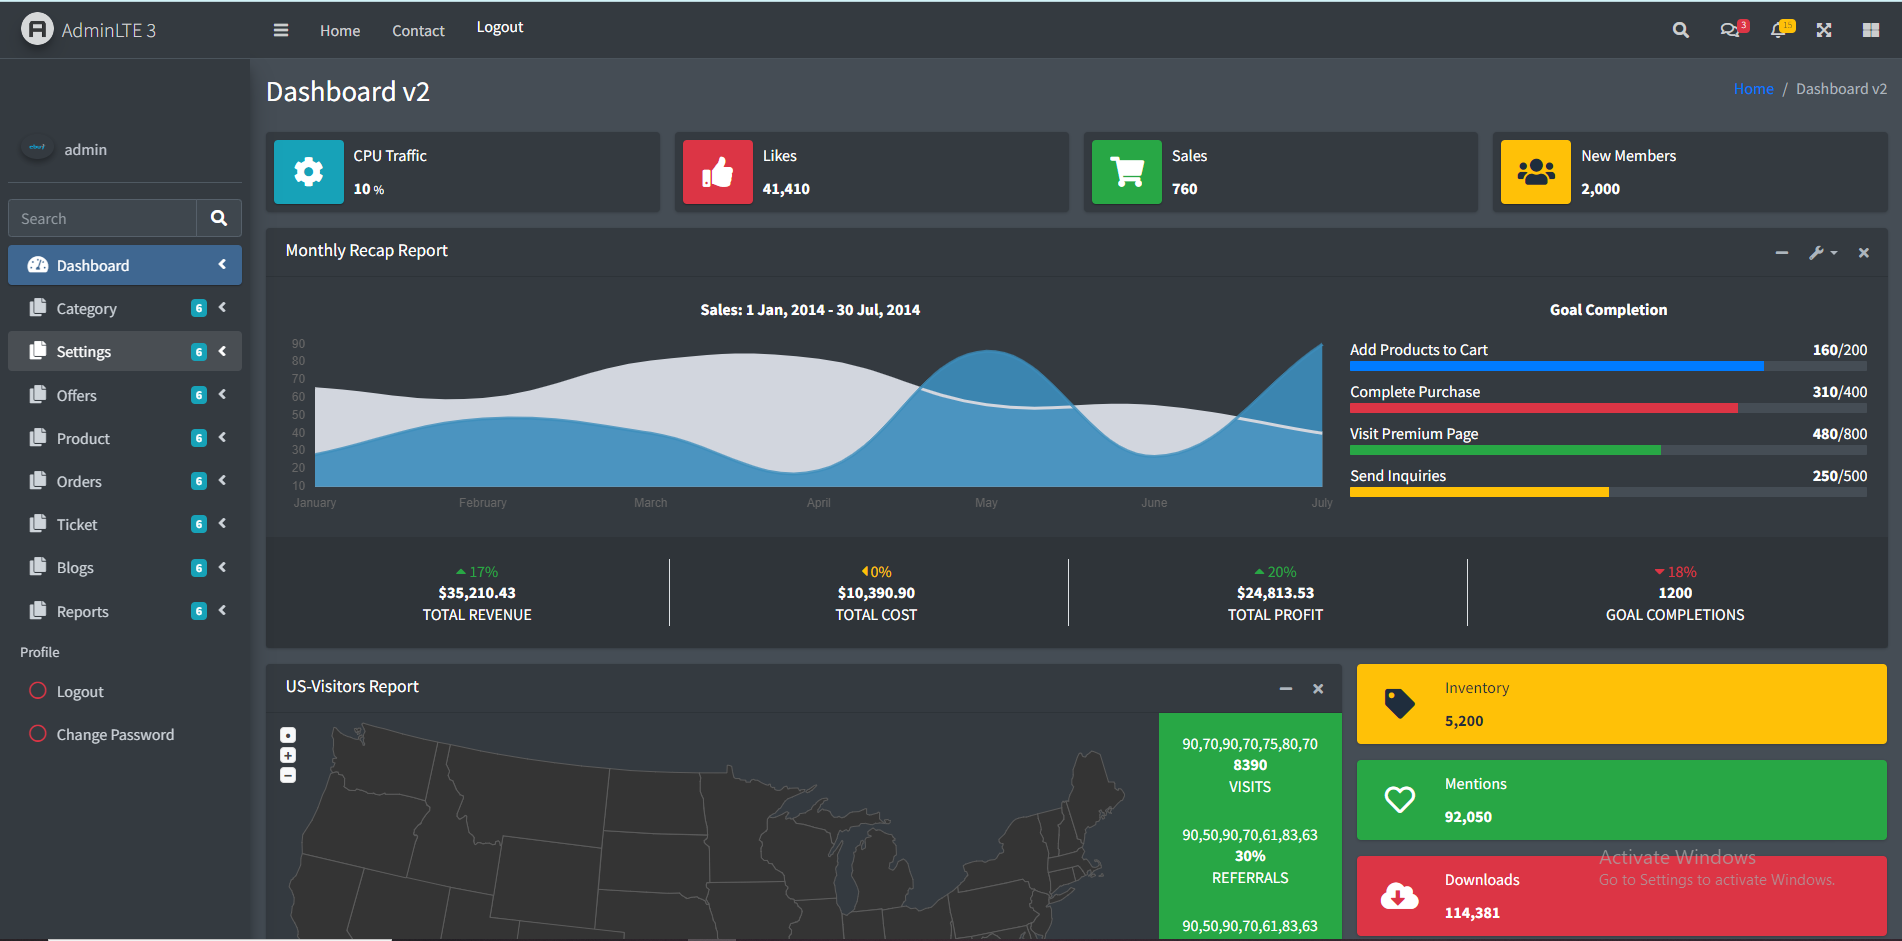 AdminLTE 3
Home
Contact
Logout
3
15
admin
Search
Dashboard
Category 6
Settings 6
Offers 6
Product 6
Orders 6
Ticket 6
Blogs 6
Reports 6
Profile
Logout
Change Password
Dashboard v2
Home / Dashboard v2
CPU Traffic
10 %
Likes
41,410
Sales
760
New Members
2,000
Monthly Recap Report
Sales: 1 Jan, 2014 - 30 Jul, 2014
90
80
70
60
50
40
30
20
10
January February March April May June July
Goal Completion
Add Products to Cart 160/200
Complete Purchase 310/400
Visit Premium Page 480/800
Send Inquiries 250/500
17%
$35,210.43
TOTAL REVENUE
0%
$10,390.90
TOTAL COST
20%
$24,813.53
TOTAL PROFIT
18%
1200
GOAL COMPLETIONS
US-Visitors Report
90,70,90,70,75,80,70
8390
VISITS
90,50,90,70,61,83,63
30%
REFERRALS
90,50,90,70,61,83,63
Inventory
5,200
Mentions
92,050
Downloads
114,381
Activate Windows
Go to Settings to activate Windows.